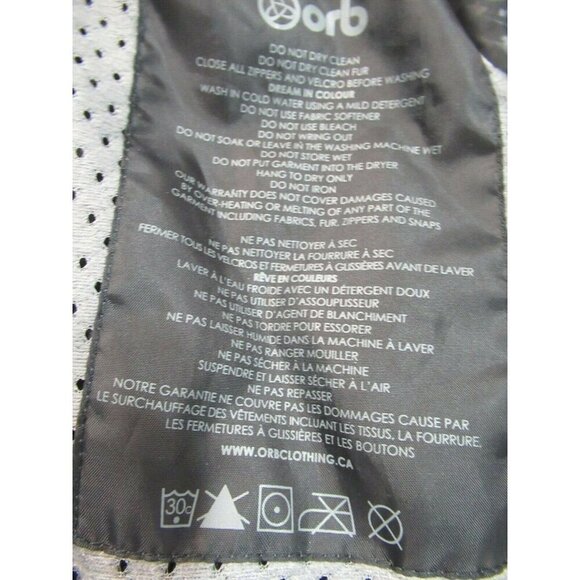 orb
DO NOT DRY CLEAN
DO NOT DRY CLEAN FUR
CLOSE ALL ZIPPERS AND VELCRO BEFORE WASHING
DREAM IN COLOUR
WASH IN COLD WATER USING A MILD DETERGENT
DO NOT USE FABRIC SOFTENER
DO NOT USE BLEACH
DO NOT WRING OUT
DO NOT SOAK OR LEAVE IN THE WASHING MACHINE WET
DO NOT STORE WET
DO NOT PUT GARMENT INTO THE DRYER
HANG TO DRY ONLY
DO NOT IRON
OUR WARRANTY DOES NOT COVER DAMAGES CAUSED
BY OVER-HEATING OR MELTING OF ANY PART OF THE
GARMENT INCLUDING FABRICS, FUR, ZIPPERS AND SNAPS
NE PAS NETTOYER À SEC
NE PAS NETTOYER LA FOURRURE À SEC
FERMER TOUS LES VELCROS ET FERMETURES À GLISSIÈRES AVANT DE LAVER
RÊVE EN COULEURS
LAVER À L'EAU FROIDE AVEC UN DÉTERGENT DOUX
NE PAS UTILISER D'ASSOUPLISSEUR
NE PAS UTILISER D'AGENT DE BLANCHIMENT
NE PAS TORDRE POUR ESSORER
NE PAS LAISSER HUMIDE DANS LA MACHINE À LAVER
NE PAS RANGER MOUILLER
NE PAS SÉCHER À LA MACHINE
SUSPENDRE ET LAISSER SÉCHER À L'AIR
NE PAS REPASSER
NOTRE GARANTIE NE COUVRE PAS LES DOMMAGES CAUSE PAR
LE SURCHAUFFAGE DES VÊTEMENTS INCLUANT LES TISSUS, LA FOURRURE,
LES FERMETURES À GLISSIÈRES ET LES BOUTONS
WWW.ORBCLOTHING.CA
30c